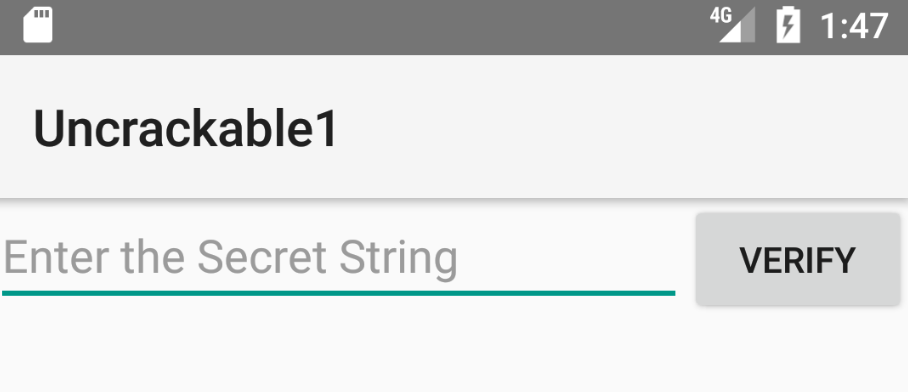 4G 1:47
Uncrackable1
Enter the Secret String VERIFY